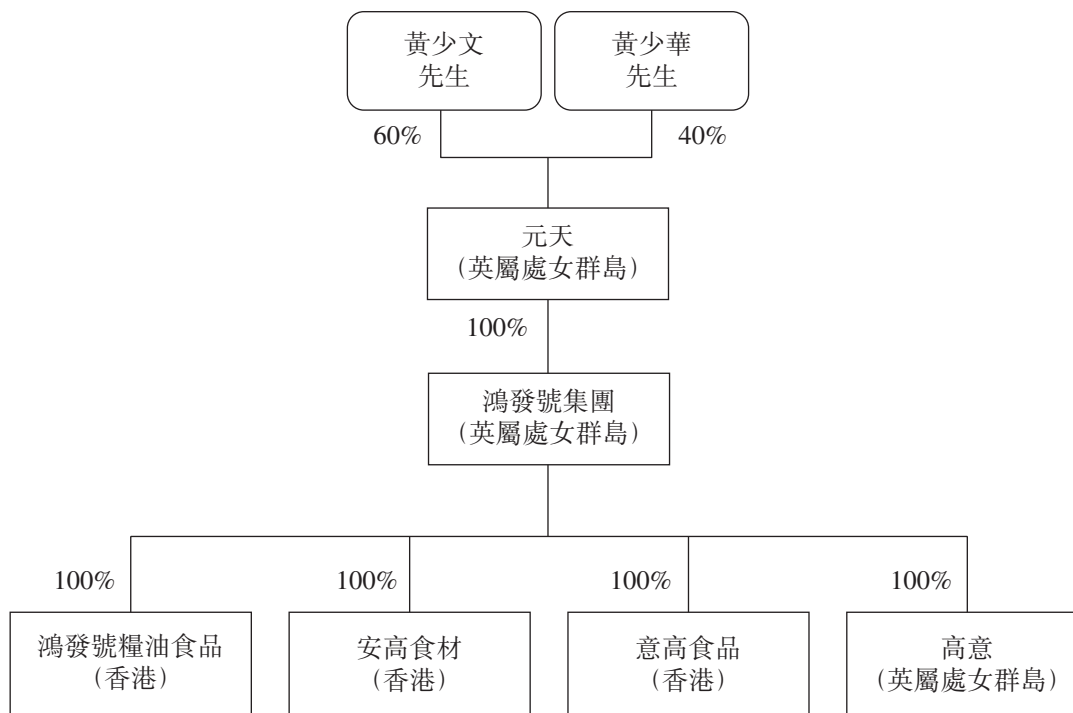 黃少文
先生
黃少華
先生
60%
40%
元天
（英屬處女群島）
100%
鴻發號集團
（英屬處女群島）
100%
100%
100%
100%
鴻發號糧油食品
（香港）
安高食材
（香港）
意高食品
（香港）
高意
（英屬處女群島）